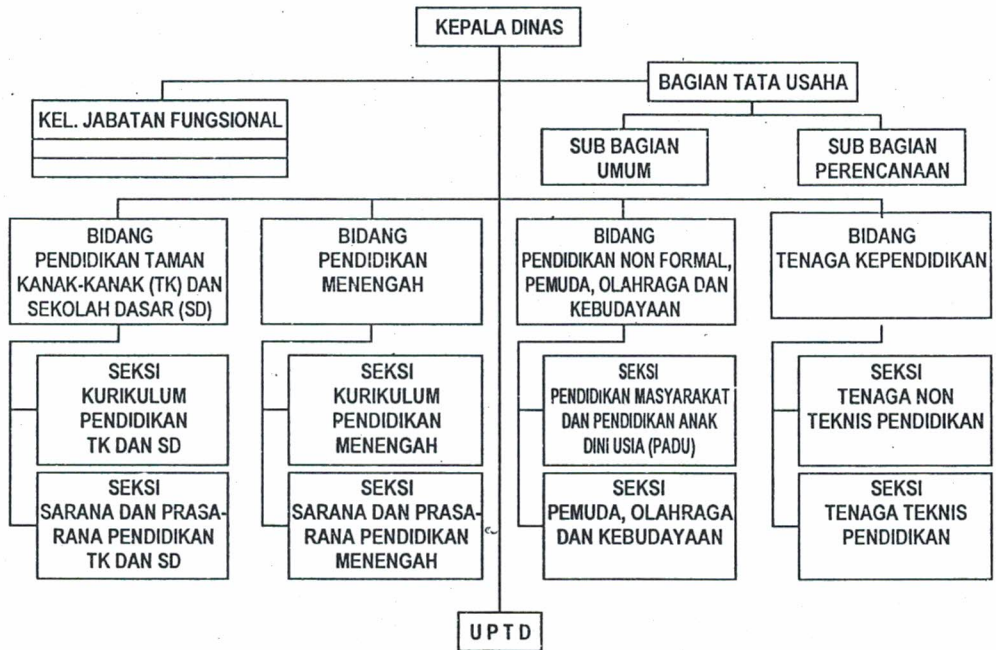 KEPALA DINAS
BAGIAN TATA USAHA
KEL. JABATAN FUNGSIONAL
SUB BAGIAN
UMUM
SUB BAGIAN
PERENCANAAN
BIDANG
PENDIDIKAN TAMAN
KANAK-KANAK (TK) DAN
SEKOLAH DASAR (SD)
BIDANG
PENDIDIKAN
MENENGAH
BIDANG
PENDIDIKAN NON FORMAL,
PEMUDA, OLAHRAGA DAN
KEBUDAYAAN
BIDANG
TENAGA KEPENDIDIKAN
SEKSI
KURIKULUM
PENDIDIKAN
TK DAN SD
SEKSI
KURIKULUM
PENDIDIKAN
MENENGAH
SEKSI
PENDIDIKAN MASYARAKAT
DAN PENDIDIKAN ANAK
DINI USIA (PADU)
SEKSI
TENAGA NON
TEKNIS PENDIDIKAN
SEKSI
SARANA DAN PRASA-
RANA PENDIDIKAN
TK DAN SD
SEKSI
SARANA DAN PRASA-
RANA PENDIDIKAN
MENENGAH
SEKSI
PEMUDA, OLAHRAGA
DAN KEBUDAYAAN
SEKSI
TENAGA TEKNIS
PENDIDIKAN
U P T D